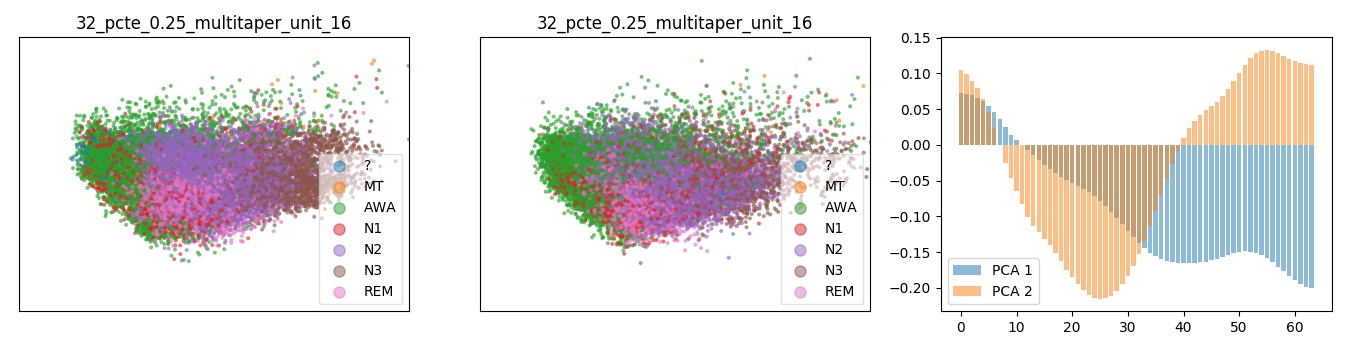 32_pcte_0.25_multitaper_unit_16
?
MT
AWA
N1
N2
N3
REM
32_pcte_0.25_multitaper_unit_16
?
MT
AWA
N1
N2
N3
REM
0.15
0.10
0.05
0.00
−0.05
−0.10
−0.15
−0.20
PCA 1
PCA 2
0 10 20 30 40 50 60